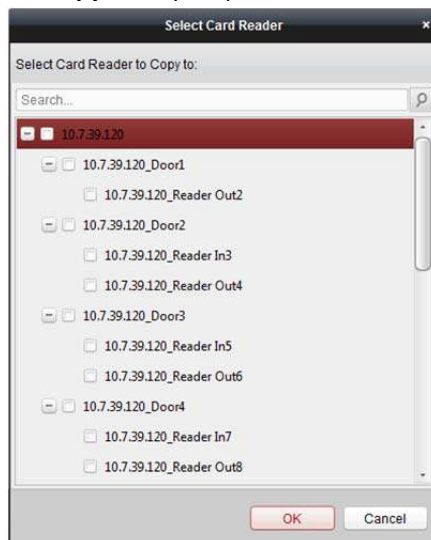 Select Card Reader ×
Select Card Reader to Copy to:
Search...
10.7.39.120
10.7.39.120_Door1
10.7.39.120_Reader Out2
10.7.39.120_Door2
10.7.39.120_Reader In3
10.7.39.120_Reader Out4
10.7.39.120_Door3
10.7.39.120_Reader In5
10.7.39.120_Reader Out6
10.7.39.120_Door4
10.7.39.120_Reader In7
10.7.39.120_Reader Out8
OK Cancel